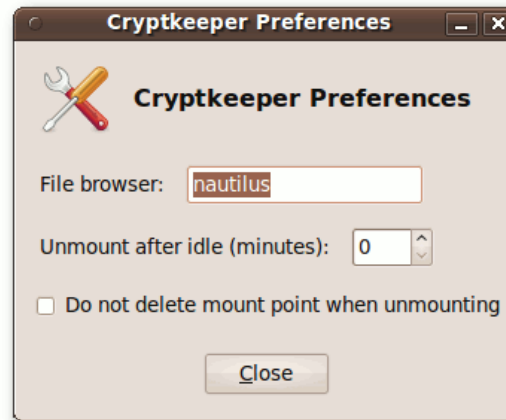 Cryptkeeper Preferences
Cryptkeeper Preferences
File browser: nautilus
Unmount after idle (minutes): 0
Do not delete mount point when unmounting
Close